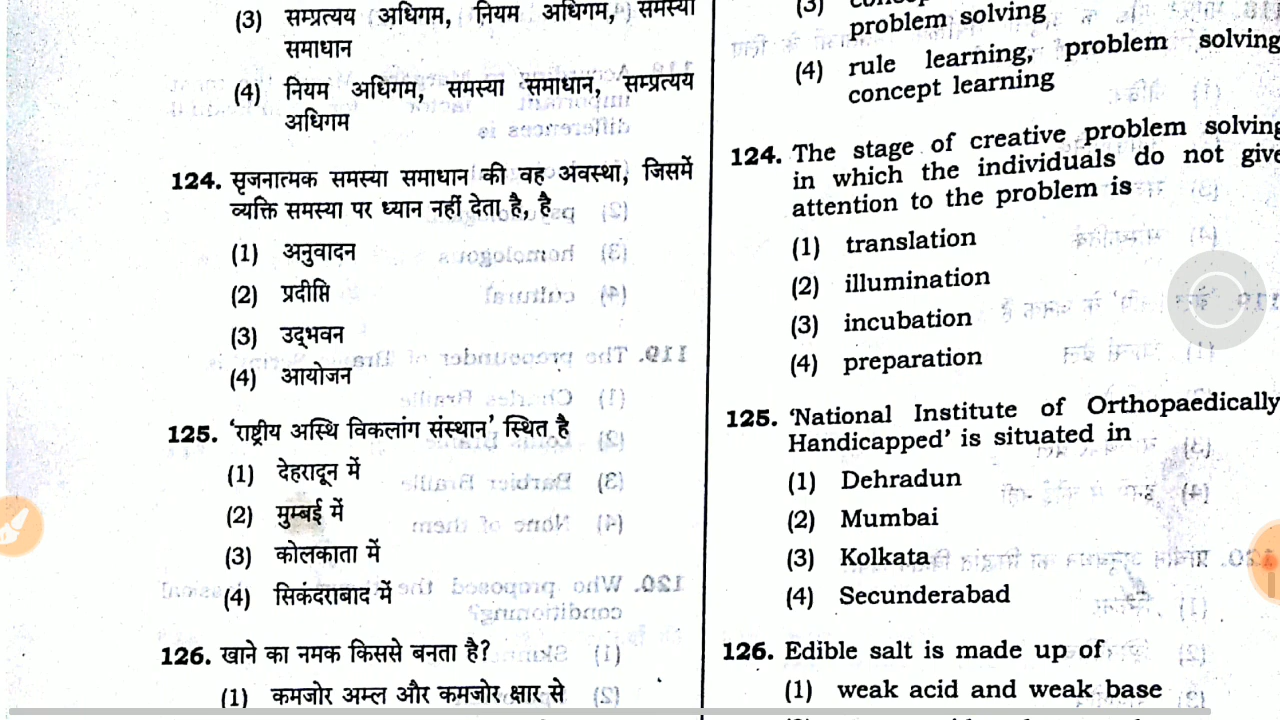 (3) सम्प्रत्यय अधिगम, नियम अधिगम, समस्या
समाधान
(4) नियम अधिगम, समस्या समाधान, सम्प्रत्यय
अधिगम
124. सृजनात्मक समस्या समाधान की वह अवस्था, जिसमें
व्यक्ति समस्या पर ध्यान नहीं देता है, है
(1) अनुवादन
(2) प्रदीप्ति
(3) उद्‌भवन
(4) आयोजन
125. ‘राष्ट्रीय अस्थि विकलांग संस्थान’ स्थित है
(1) देहरादून में
(2) मुम्बई में
(3) कोलकाता में
(4) सिकंदराबाद में
126. खाने का नमक किससे बनता है?
(1) कमजोर अम्ल और कमजोर क्षार से
(3)
problem solving
(4) rule learning, problem solving
concept learning
124. The stage of creative problem solving
in which the individuals do not give
attention to the problem is
(1) translation
(2) illumination
(3) incubation
(4) preparation
125. ‘National Institute of Orthopaedically
Handicapped’ is situated in
(1) Dehradun
(2) Mumbai
(3) Kolkata
(4) Secunderabad
126. Edible salt is made up of
(1) weak acid and weak base